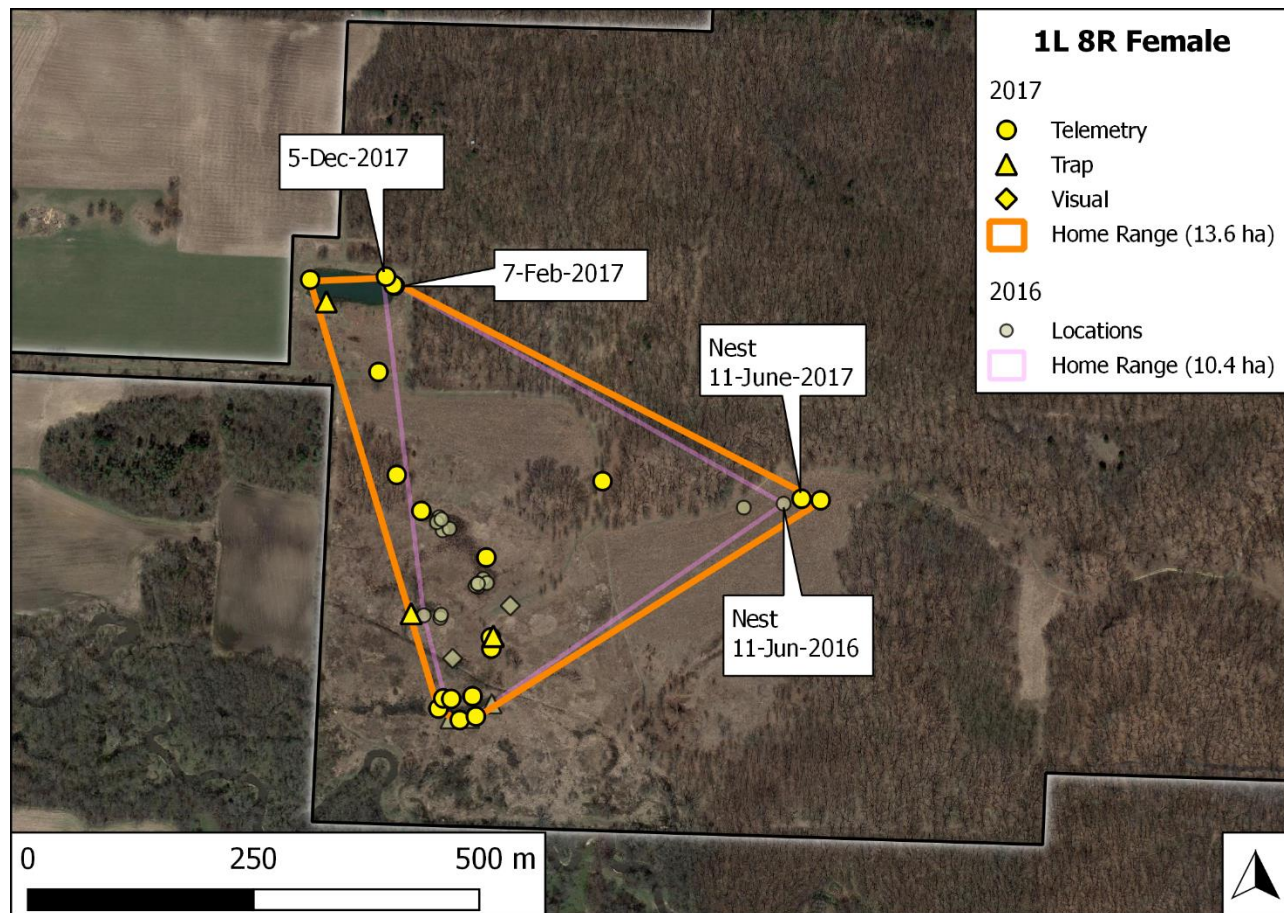 1L 8R Female
2017
Telemetry
Trap
Visual
Home Range (13.6 ha)
2016
Locations
Home Range (10.4 ha)
5-Dec-2017
7-Feb-2017
Nest
11-June-2017
Nest
11-Jun-2016
0 250 500 m